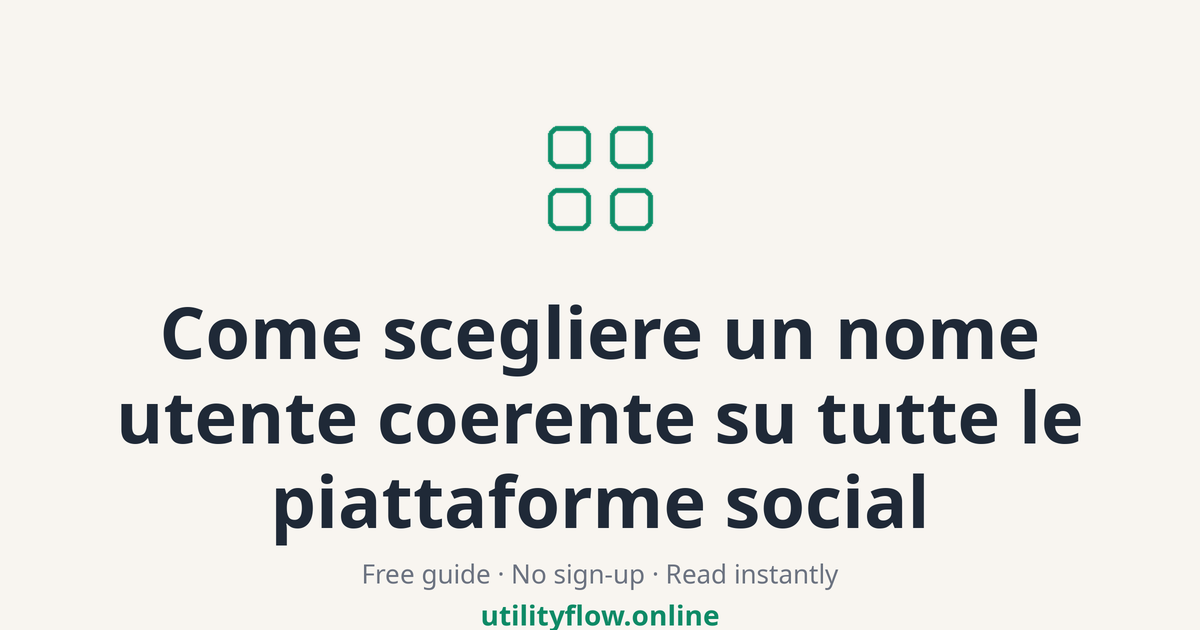 Come scegliere un nome
utente coerente su tutte le
piattaforme social
Free guide · No sign-up · Read instantly
utilityflow.online